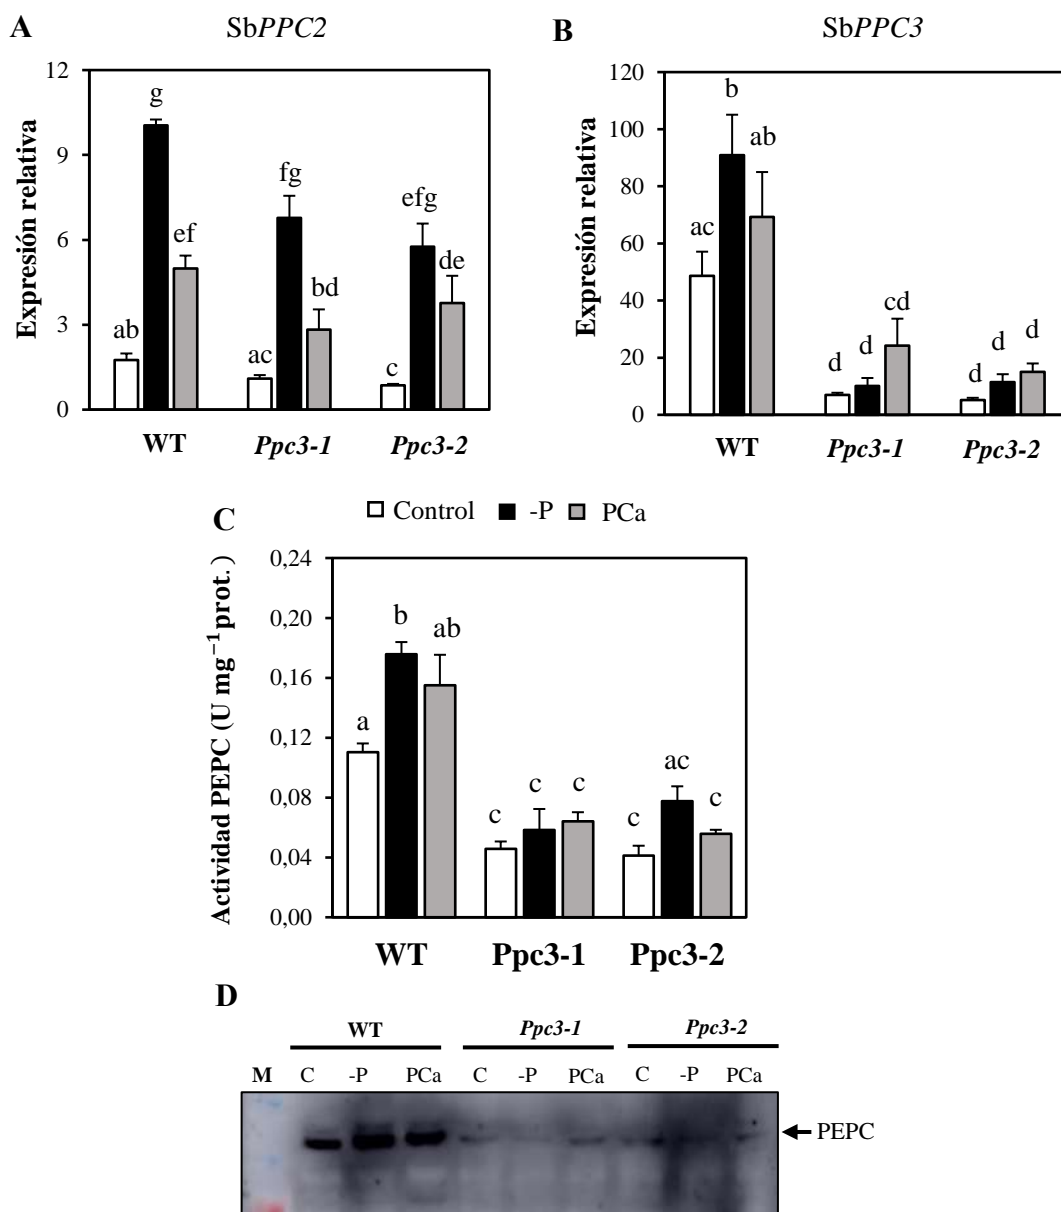 A
SbPPC2
Expresión relativa
12
9
6
3
0
ab
g
ef
ac
fg
bd
c
efg
de
WT
Ppc3-1
Ppc3-2
B
SbPPC3
Expresión relativa
120
100
80
60
40
20
0
ac
b
ab
d
d
cd
d
d
d
WT
Ppc3-1
Ppc3-2
Control
-P
PCa
C
Actividad PEPC (U mg⁻¹prot.)
0,24
0,20
0,16
0,12
0,08
0,04
0,00
a
b
ab
c
c
c
c
ac
c
WT
Ppc3-1
Ppc3-2
D
WT
Ppc3-1
Ppc3-2
M C -P PCa C -P PCa C -P PCa
PEPC